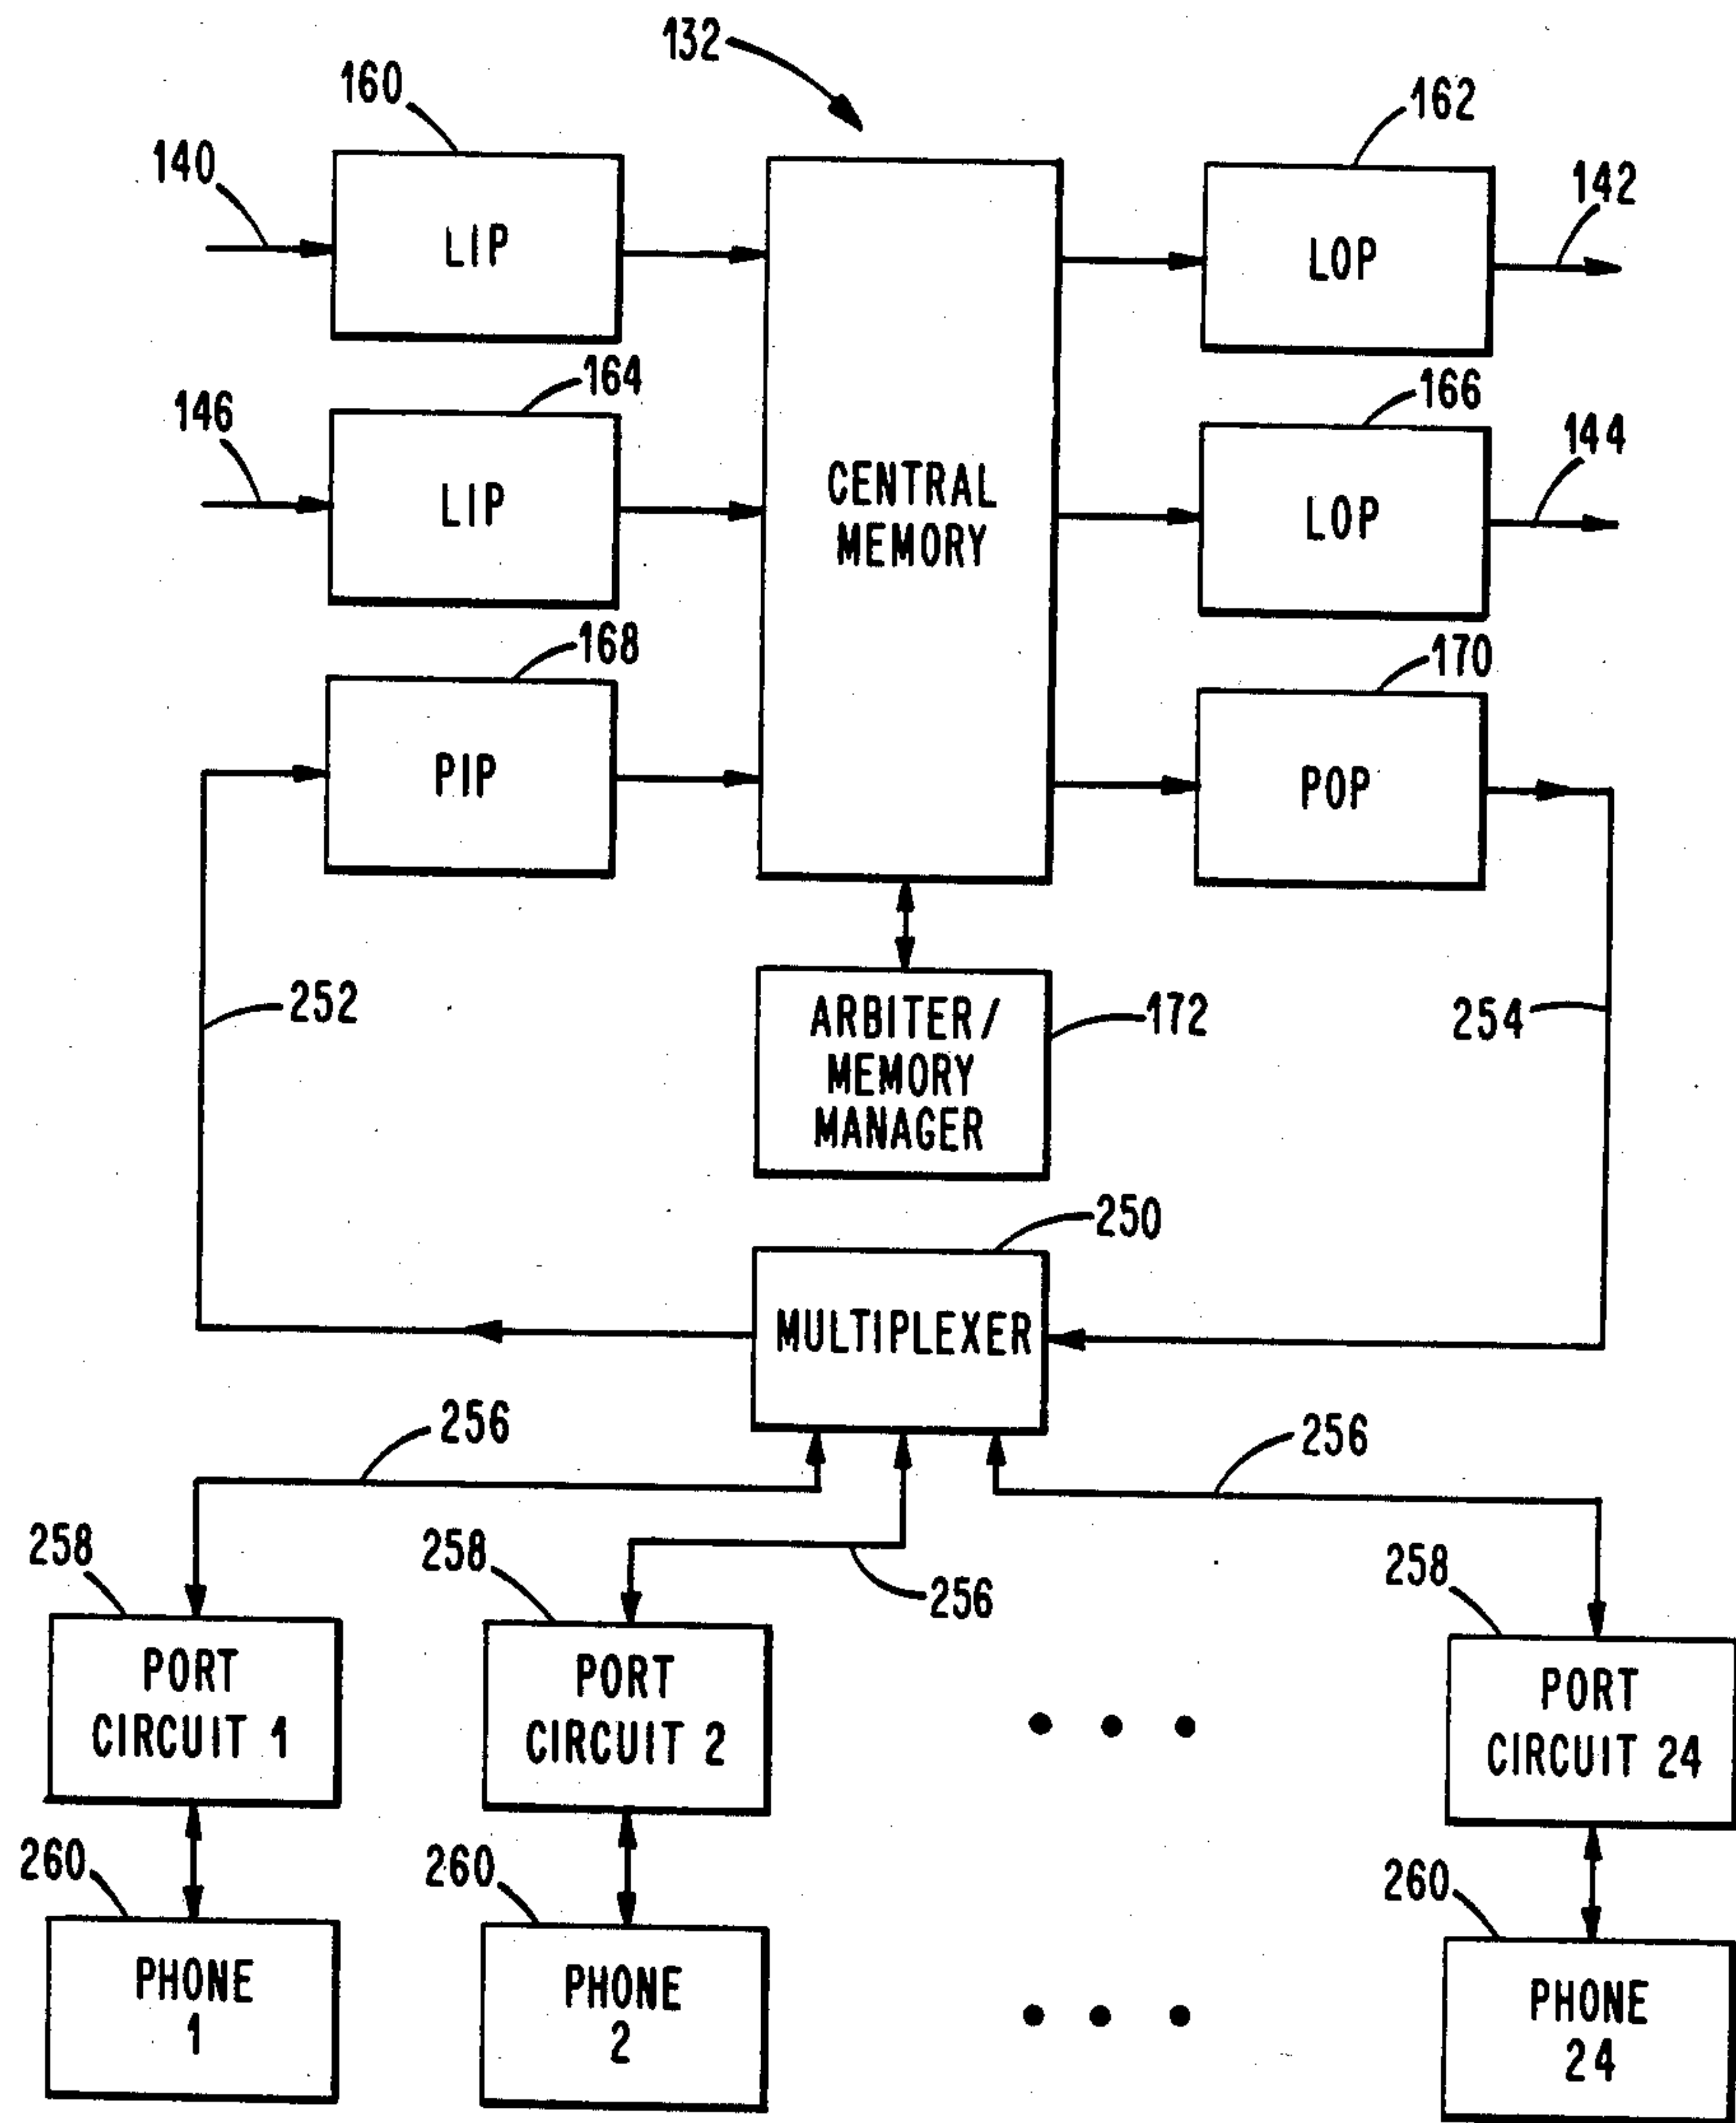 132
160
162
140
142
LIP
LOP
164
166
146
144
LIP
CENTRAL
MEMORY
LOP
168
170
PIP
POP
252
ARBITER/
MEMORY
MANAGER
172
254
250
MULTIPLEXER
256
256
258
258
256
258
PORT
CIRCUIT 1
PORT
CIRCUIT 2
PORT
CIRCUIT 24
260
260
260
PHONE
1
PHONE
2
PHONE
24